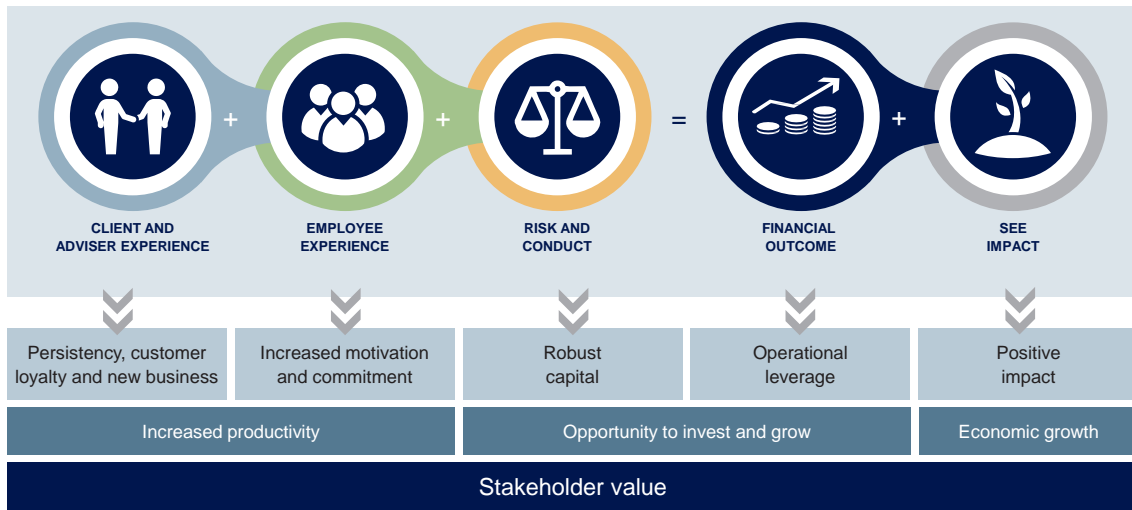 + + = +
CLIENT AND
ADVISER EXPERIENCE
EMPLOYEE
EXPERIENCE
RISK AND
CONDUCT
FINANCIAL
OUTCOME
SEE
IMPACT
Persistency, customer
loyalty and new business
Increased motivation
and commitment
Robust
capital
Operational
leverage
Positive
impact
Increased productivity
Opportunity to invest and grow
Economic growth
Stakeholder value